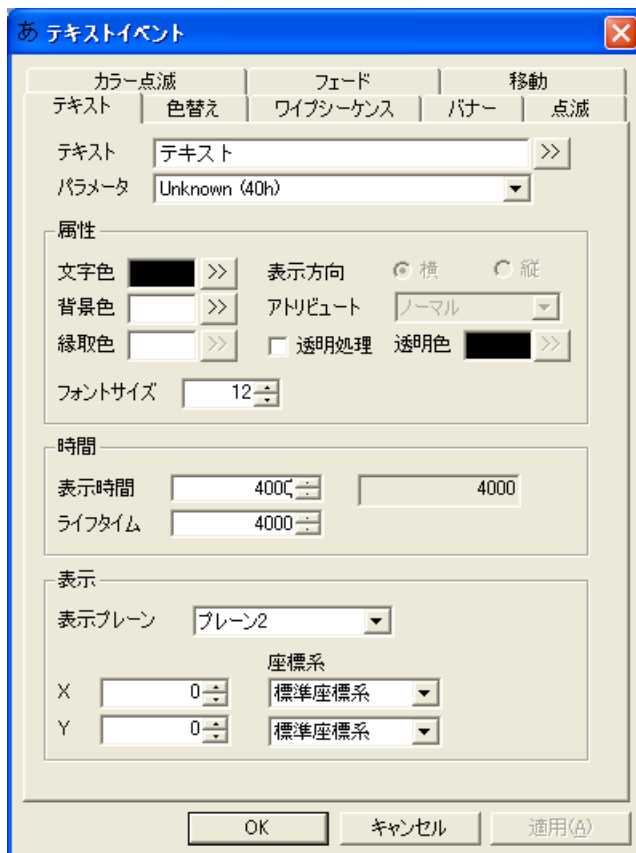 あ テキストイベント
カラー点滅 フェード 移動
テキスト 色替え ワイプシーケンス バナー 点滅
テキスト テキスト >>
パラメータ Unknown (40h)
属性
文字色 >> 表示方向 横 縦
背景色 >> アトリビュート ノーマル
縁取色 >> 透明処理 透明色 >>
フォントサイズ 12
時間
表示時間 4000 4000
ライフタイム 4000
表示
表示プレーン プレーン2
座標系
X 0 標準座標系
Y 0 標準座標系
OK キャンセル 適用(A)